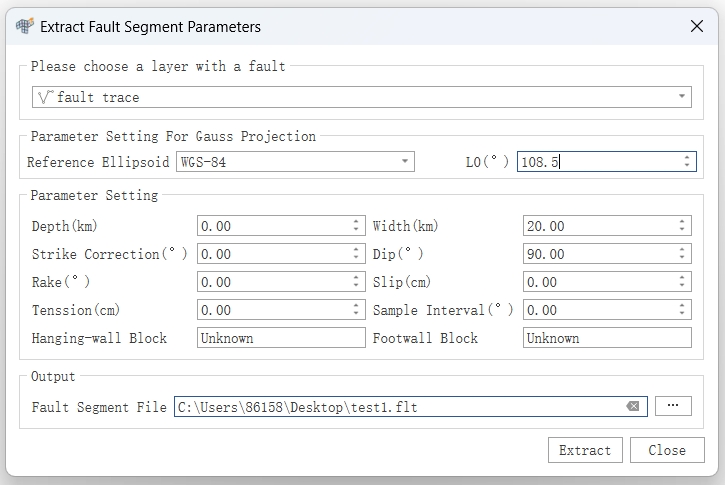 Extract Fault Segment Parameters
Please choose a layer with a fault
fault trace
Parameter Setting For Gauss Projection
Reference Ellipsoid WGS-84 L0(°) 108.5
Parameter Setting
Depth(km) 0.00 Width(km) 20.00
Strike Correction(°) 0.00 Dip(°) 90.00
Rake(°) 0.00 Slip(cm) 0.00
Tenssion(cm) 0.00 Sample Interval(°) 0.00
Hanging-wall Block Unknown Footwall Block Unknown
Output
Fault Segment File C:\Users\86158\Desktop\test1.flt ...
Extract Close